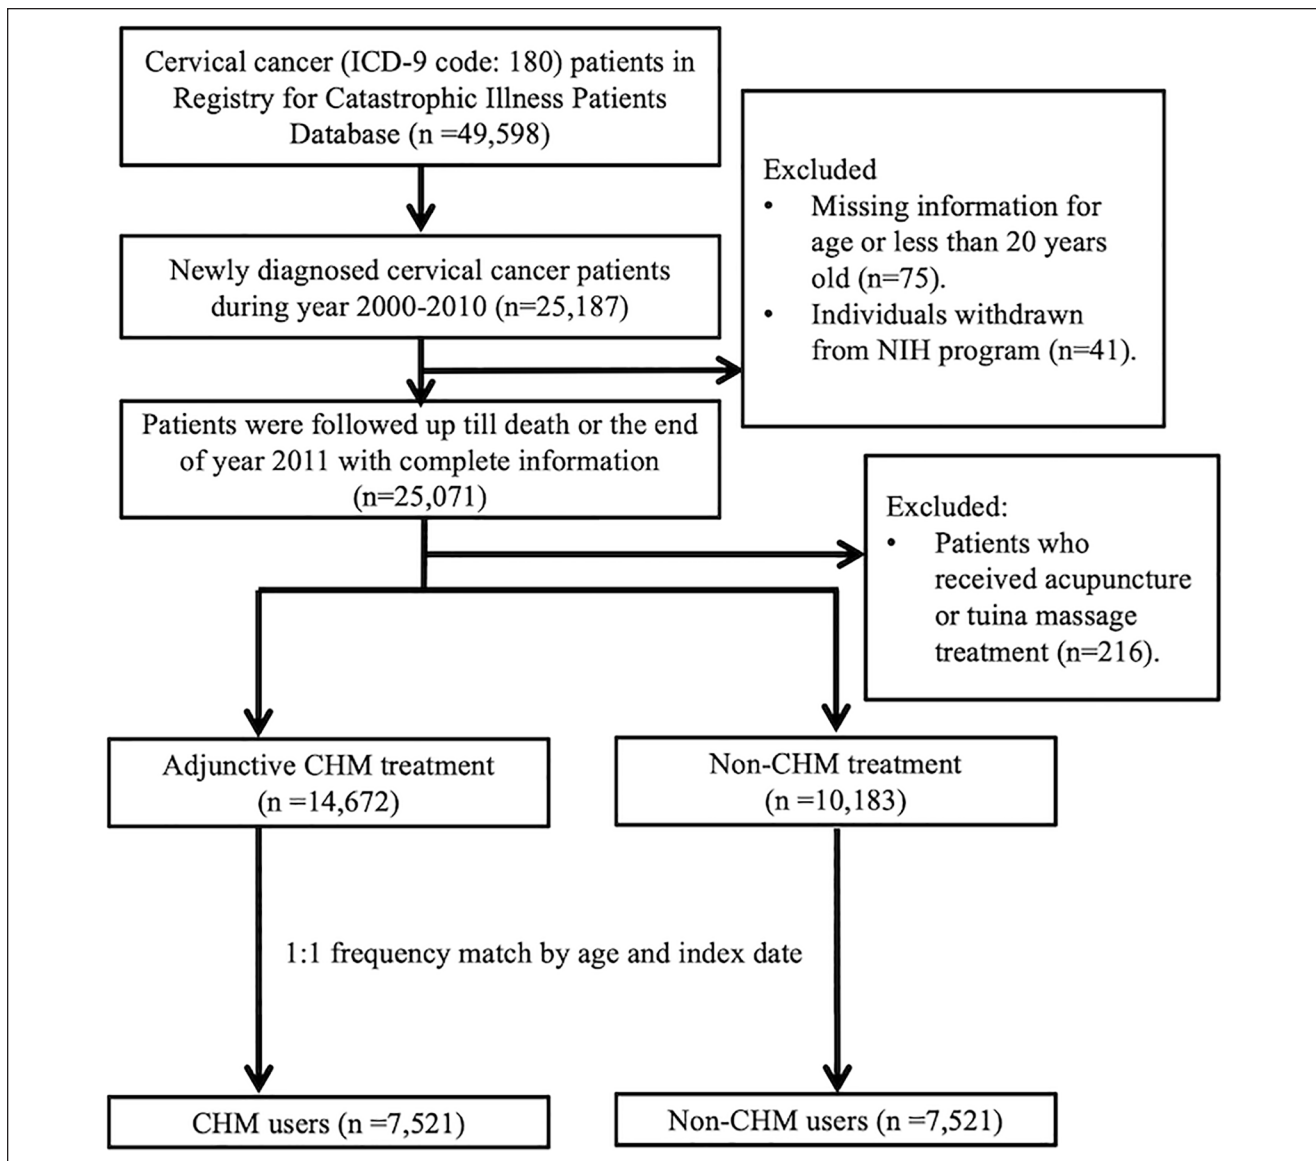 Cervical cancer (ICD-9 code: 180) patients in
Registry for Catastrophic Illness Patients
Database (n =49,598)
Newly diagnosed cervical cancer patients
during year 2000-2010 (n=25,187)
Excluded
• Missing information for
age or less than 20 years
old (n=75).
• Individuals withdrawn
from NIH program (n=41).
Patients were followed up till death or the end
of year 2011 with complete information
(n=25,071)
Excluded:
• Patients who
received acupuncture
or tuina massage
treatment (n=216).
Adjunctive CHM treatment
(n =14,672)
Non-CHM treatment
(n =10,183)
1:1 frequency match by age and index date
CHM users (n =7,521)
Non-CHM users (n =7,521)